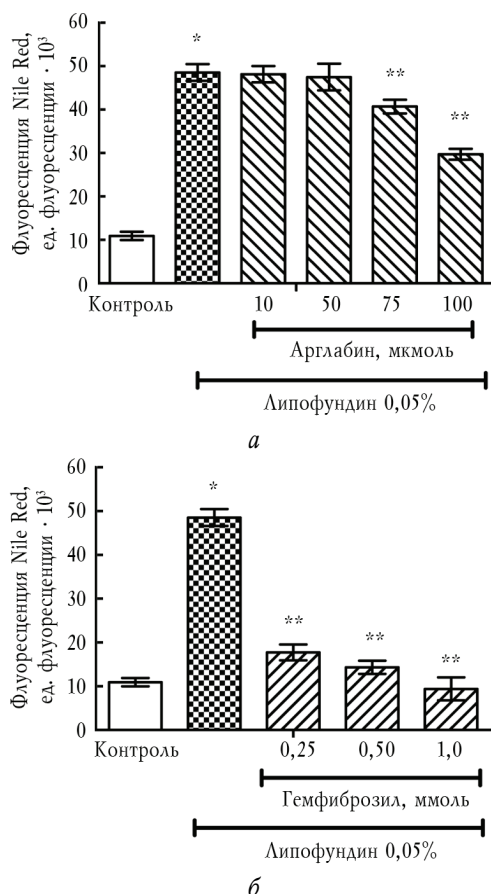 Флуоресценция Nile Red,
ед. флуоресценции · 10³
60
50
40
30
20
10
0
*
**
**
Контроль
10 50 75 100
Арглабин, мкмоль
Липофундин 0,05%
а
Флуоресценция Nile Red,
ед. флуоресценции · 10³
60
50
40
30
20
10
0
*
**
**
**
Контроль
0,25 0,50 1,0
Гемфиброзил, ммоль
Липофундин 0,05%
б